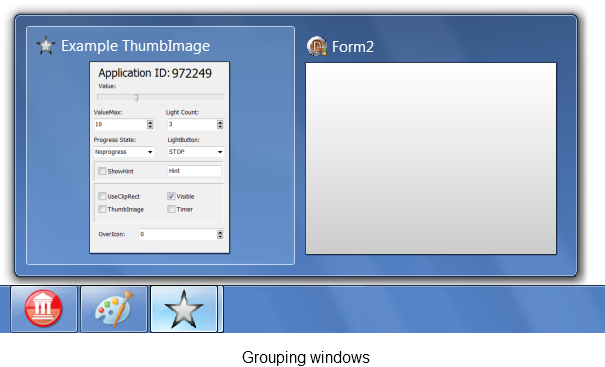 Example ThumbImage
Form2
Application ID: 972249
Value:
ValueMax: Light Count:
10 3
Progress State: LightButton:
Noprogress STOP
ShowHint Hint
UseClipRect Visible
ThumbImage Timer
OverIcon: 0
Grouping windows